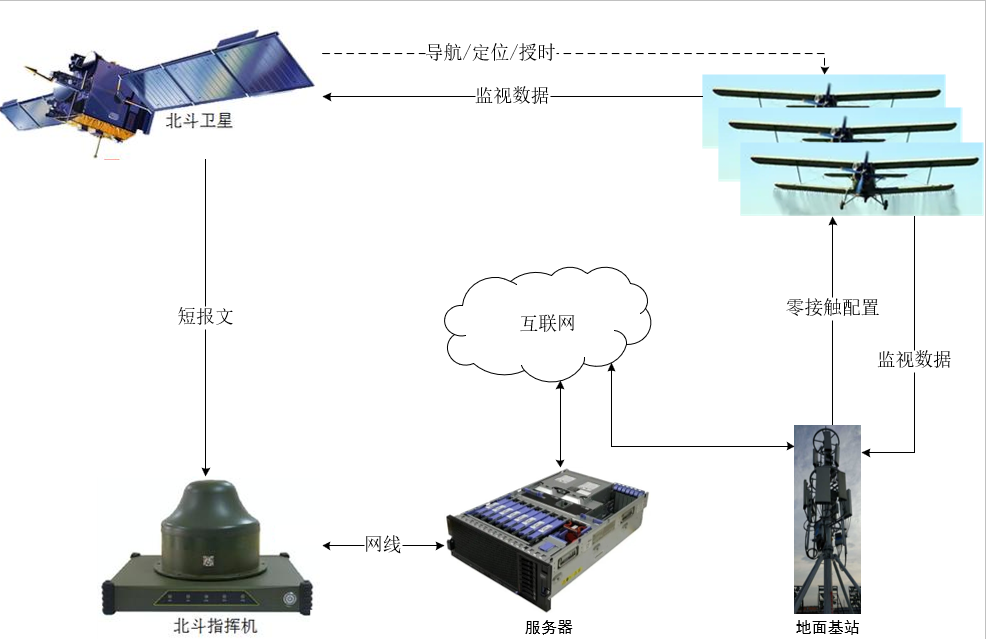 导航/定位/授时
监视数据
北斗卫星
短报文
互联网
零接触配置
监视数据
网线
北斗指挥机
服务器
地面基站